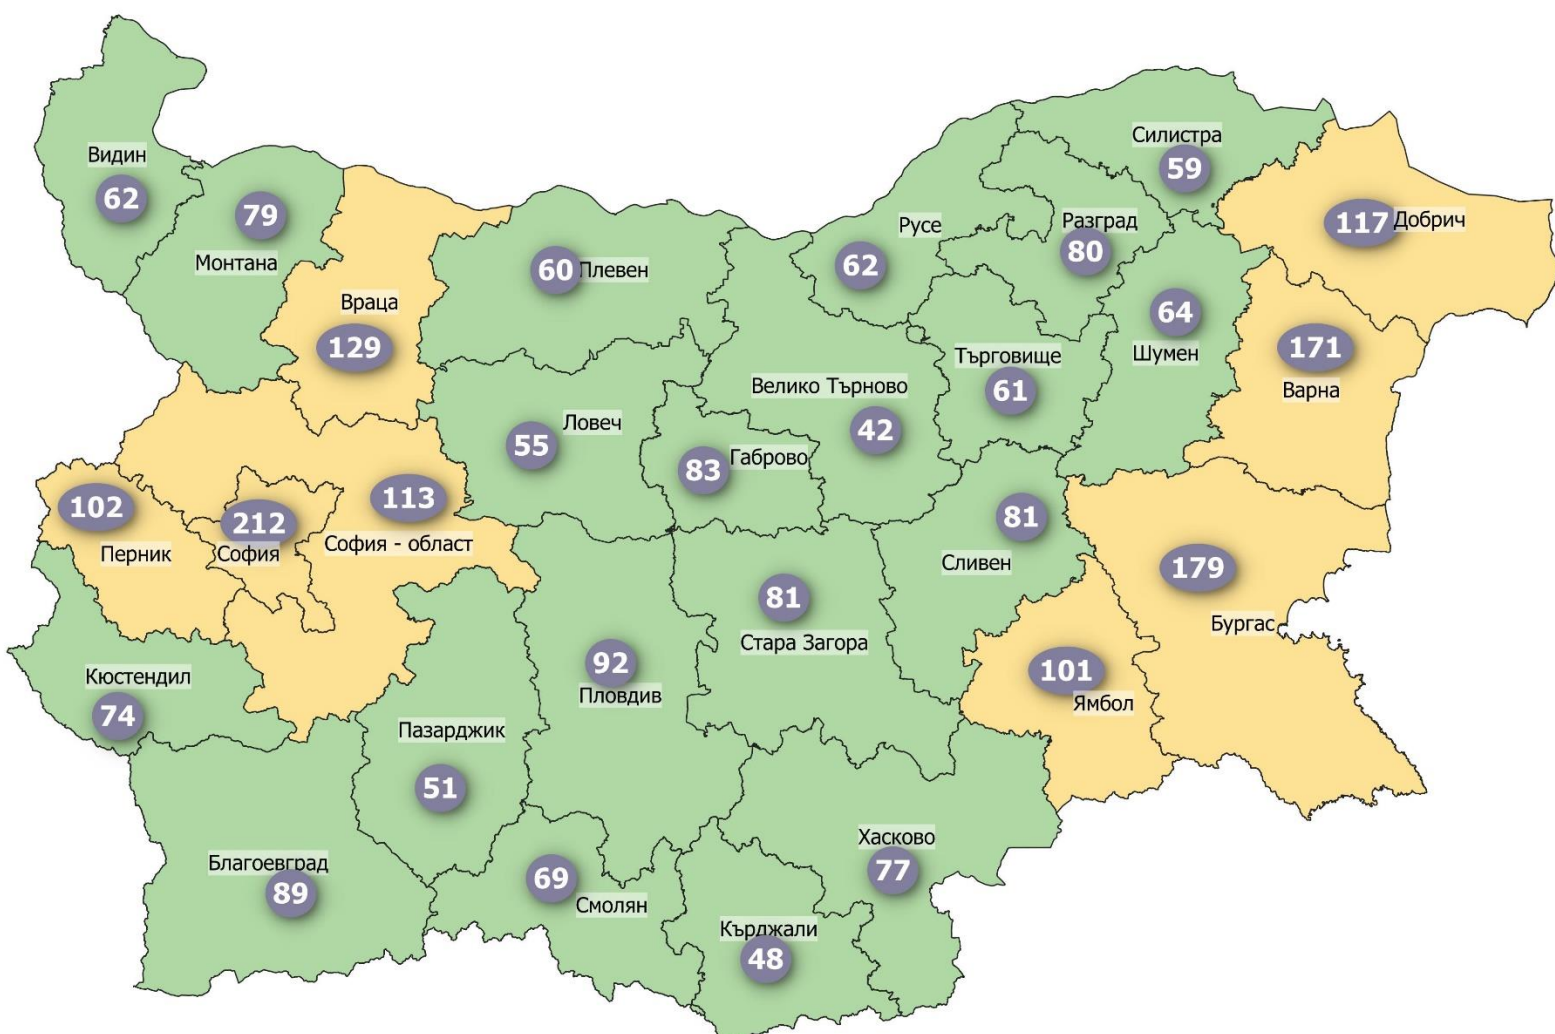 Видин
62
79
Монтана
Враца
129
60
Плевен
Русе
62
Разград
80
Силистра
59
117
Добрич
64
Шумен
171
Варна
Търговище
61
Велико Търново
42
Ловеч
55
Габрово
83
102
Перник
212
София
113
София - област
81
Сливен
179
Бургас
81
Стара Загора
92
Пловдив
101
Ямбол
Кюстендил
74
Пазарджик
51
Благоевград
89
69
Смолян
Хасково
77
Кърджали
48